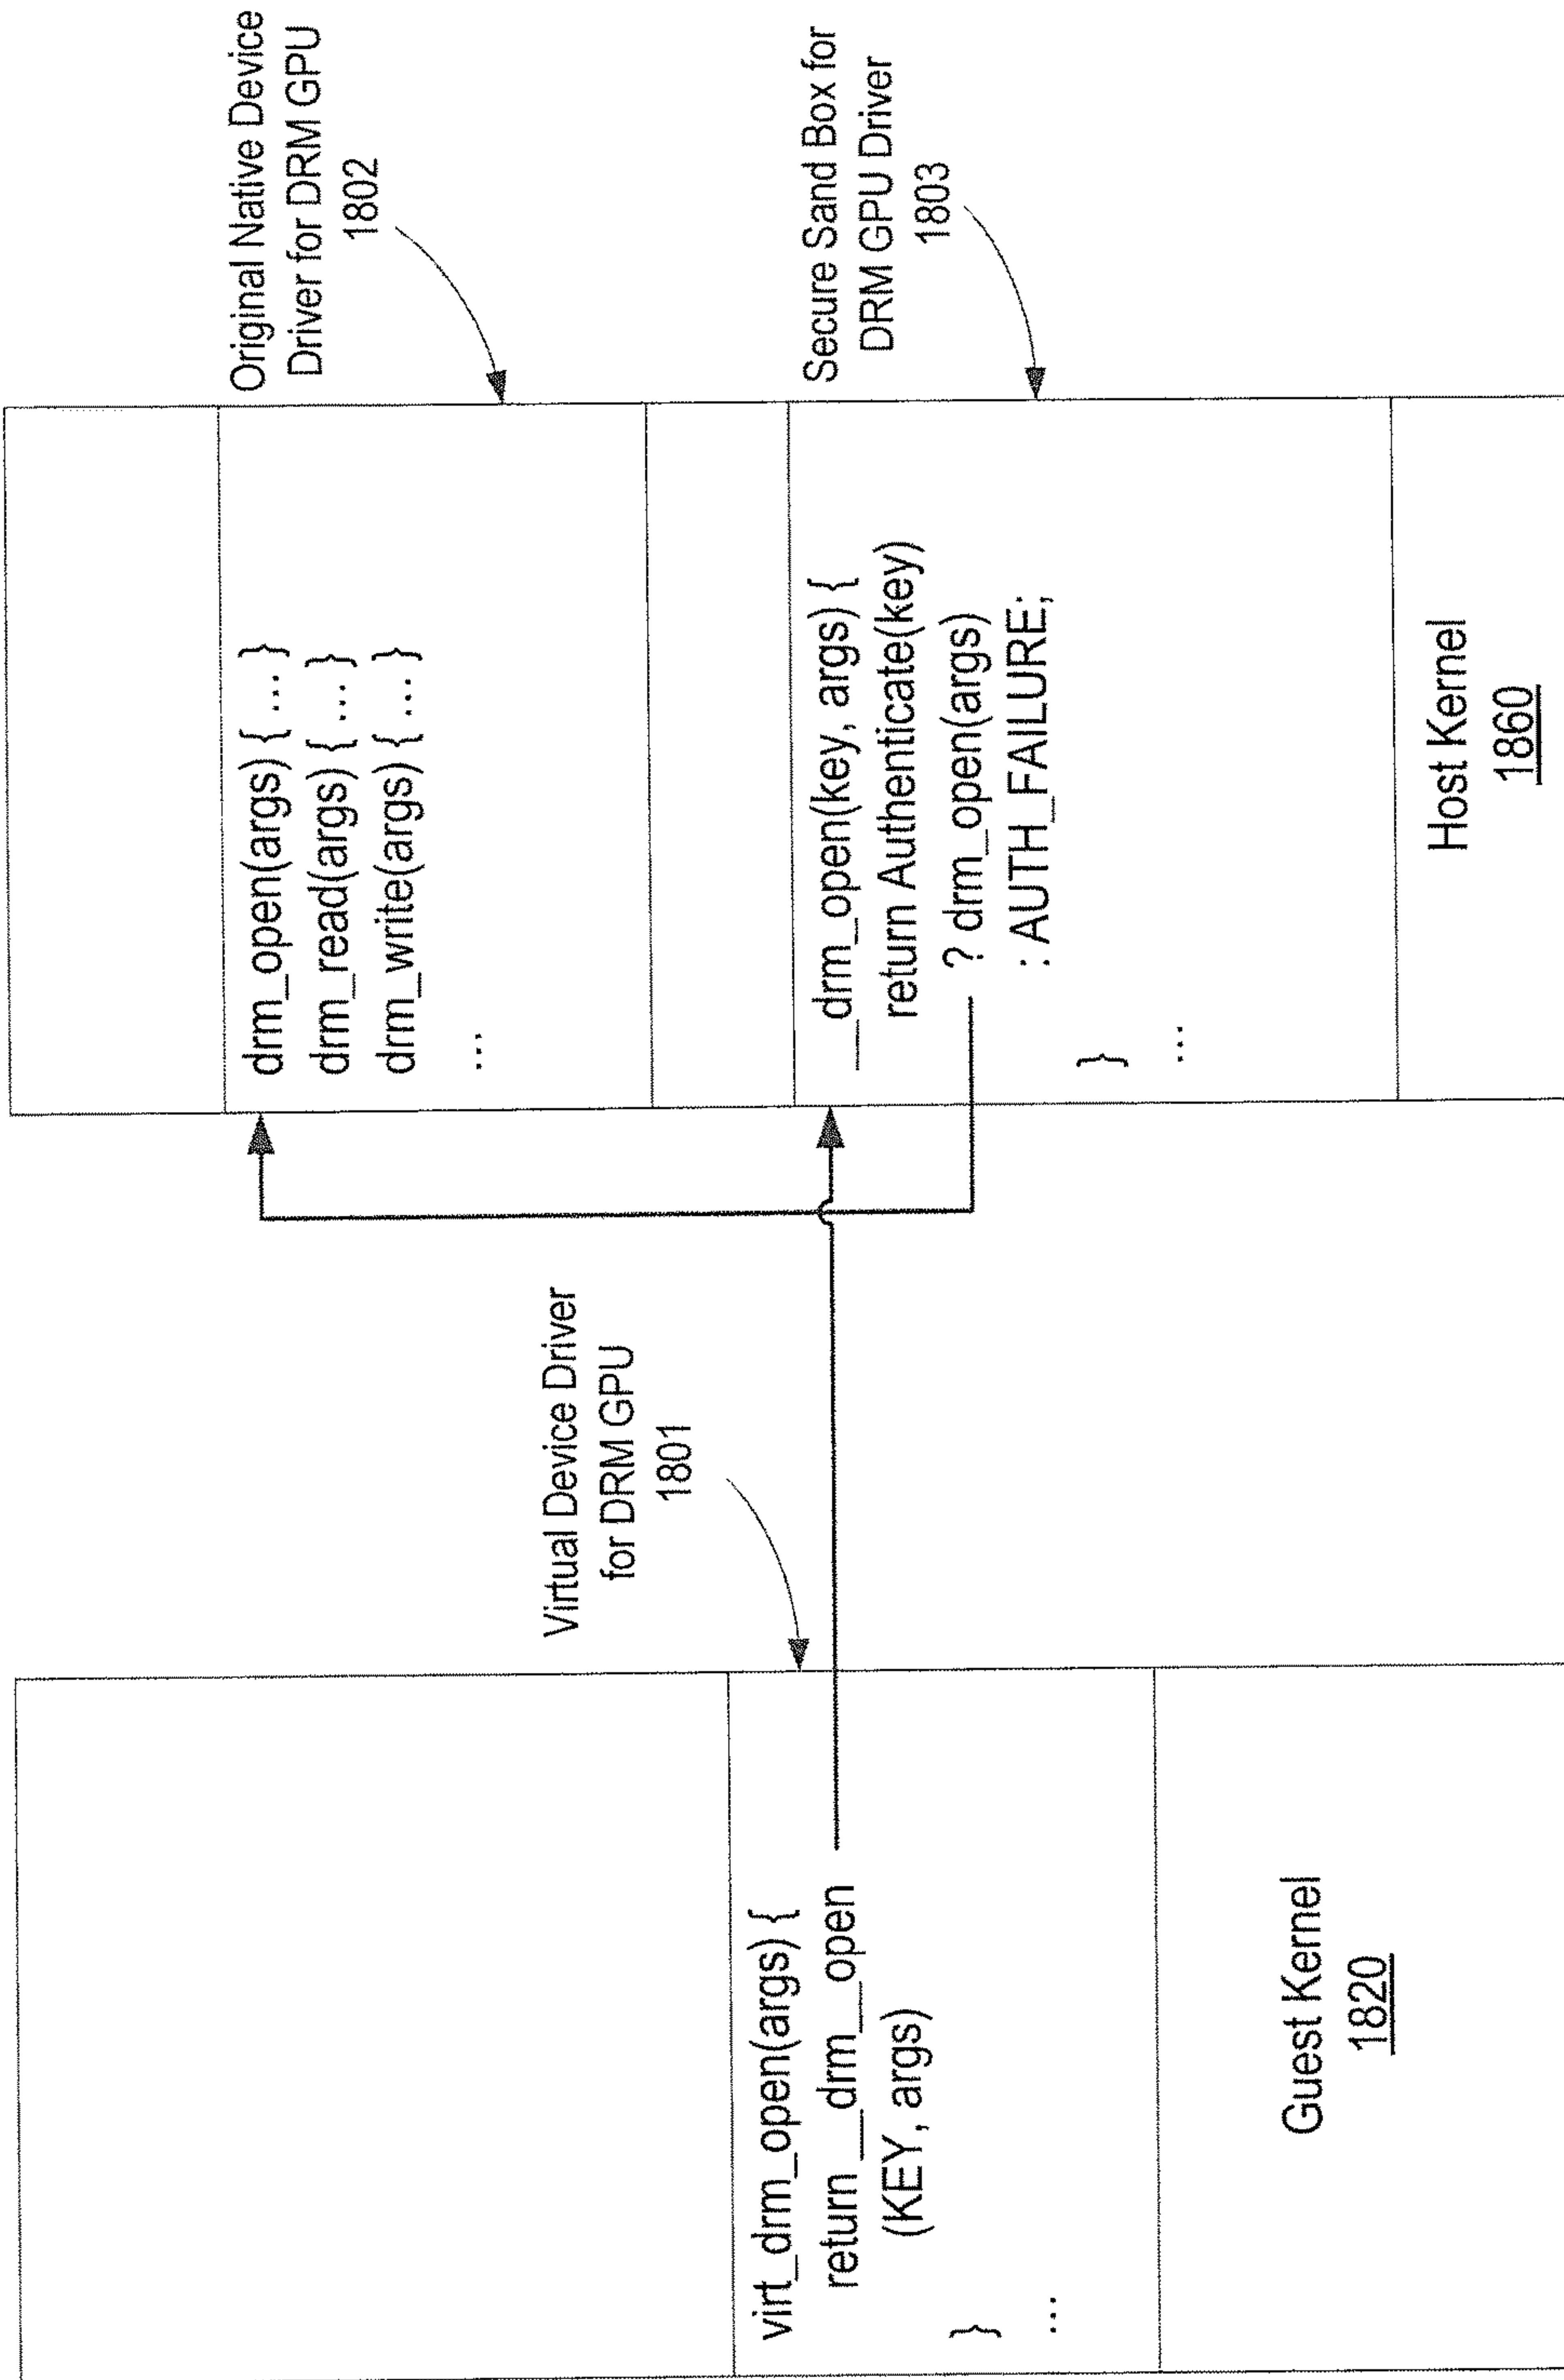 virt_drm_open(args) {
return __drm_open
(KEY, args)
}
...
Guest Kernel
1820
Virtual Device Driver
for DRM GPU
1801
drm_open(args) { ... }
drm_read(args) { ... }
drm_write(args) { ... }
...
__drm_open(key, args) {
return Authenticate(key)
? drm_open(args)
: AUTH_FAILURE;
}
...
Host Kernel
1860
Original Native Device
Driver for DRM GPU
1802
Secure Sand Box for
DRM GPU Driver
1803